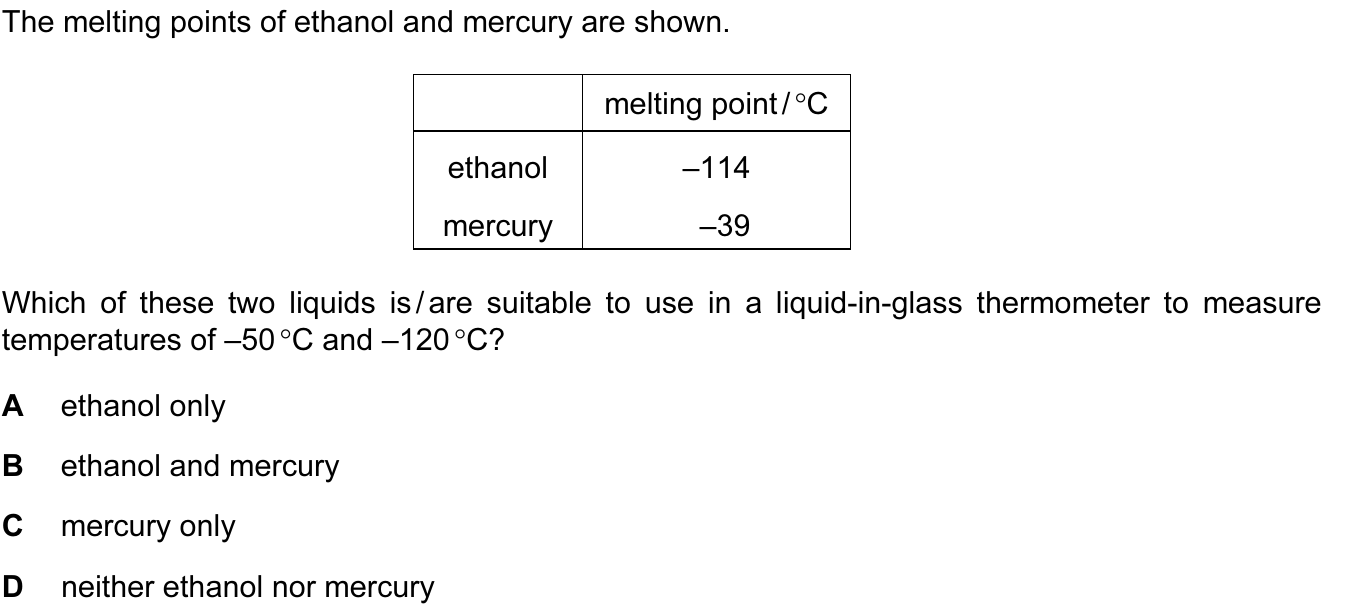 The melting points of ethanol and mercury are shown.
melting point / °C
ethanol –114
mercury –39
Which of these two liquids is / are suitable to use in a liquid-in-glass thermometer to measure
temperatures of –50 °C and –120 °C?
A ethanol only
B ethanol and mercury
C mercury only
D neither ethanol nor mercury